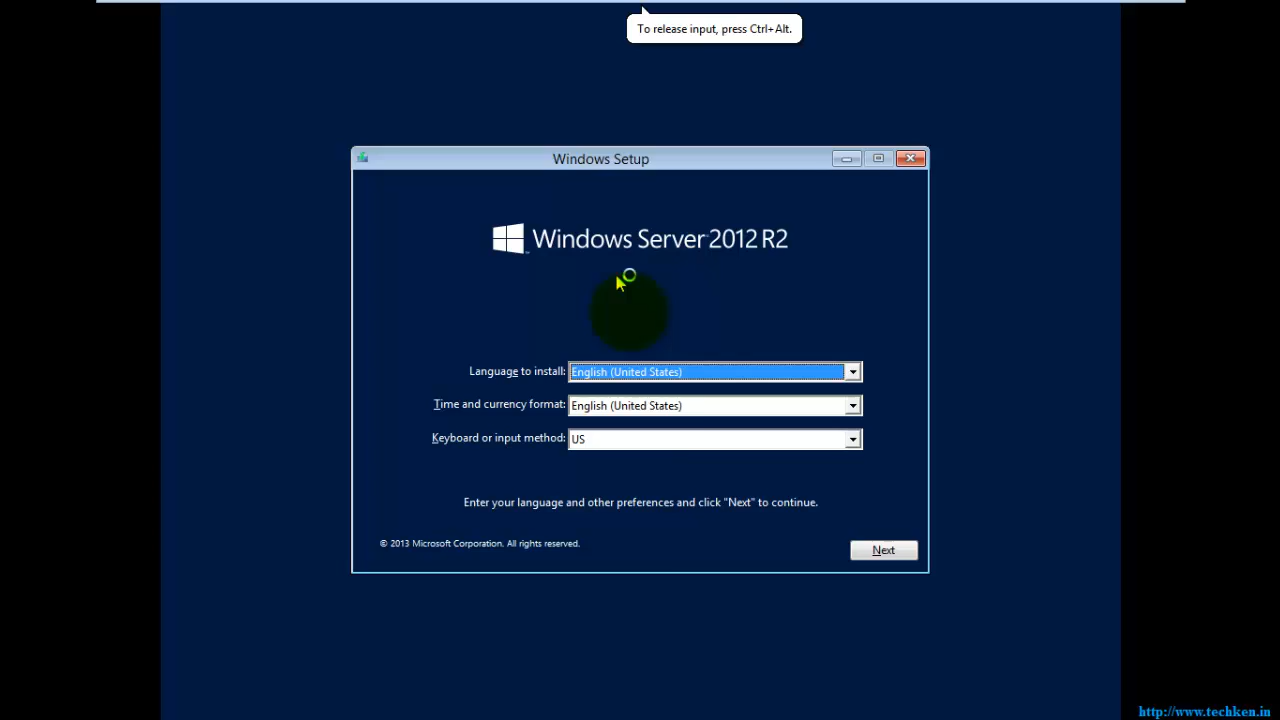 To release input, press Ctrl+Alt.
Windows Setup
Windows Server 2012 R2
Language to install: English (United States)
Time and currency format: English (United States)
Keyboard or input method: US
Enter your language and other preferences and click "Next" to continue.
© 2013 Microsoft Corporation. All rights reserved.
Next
http://www.techken.in